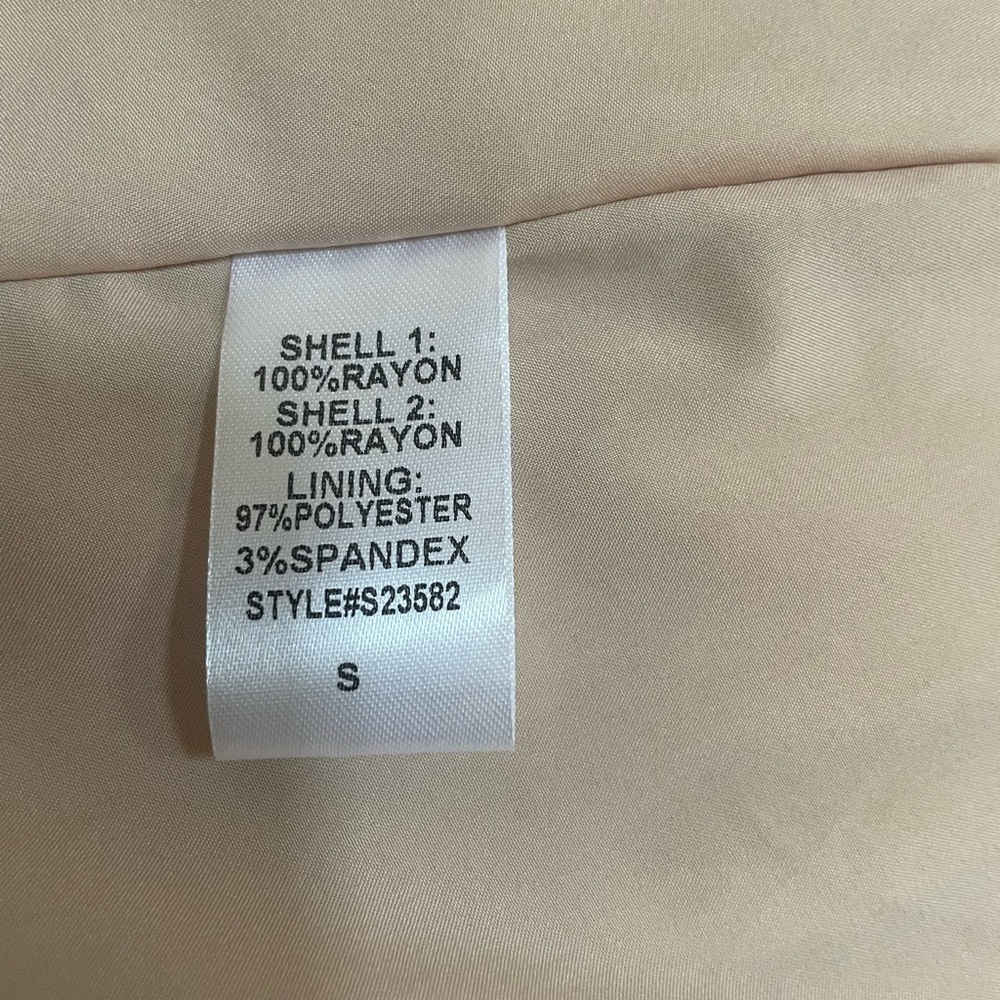 SHELL 1:
100%RAYON
SHELL 2:
100%RAYON
LINING:
97%POLYESTER
3%SPANDEX
STYLE#S23582
S